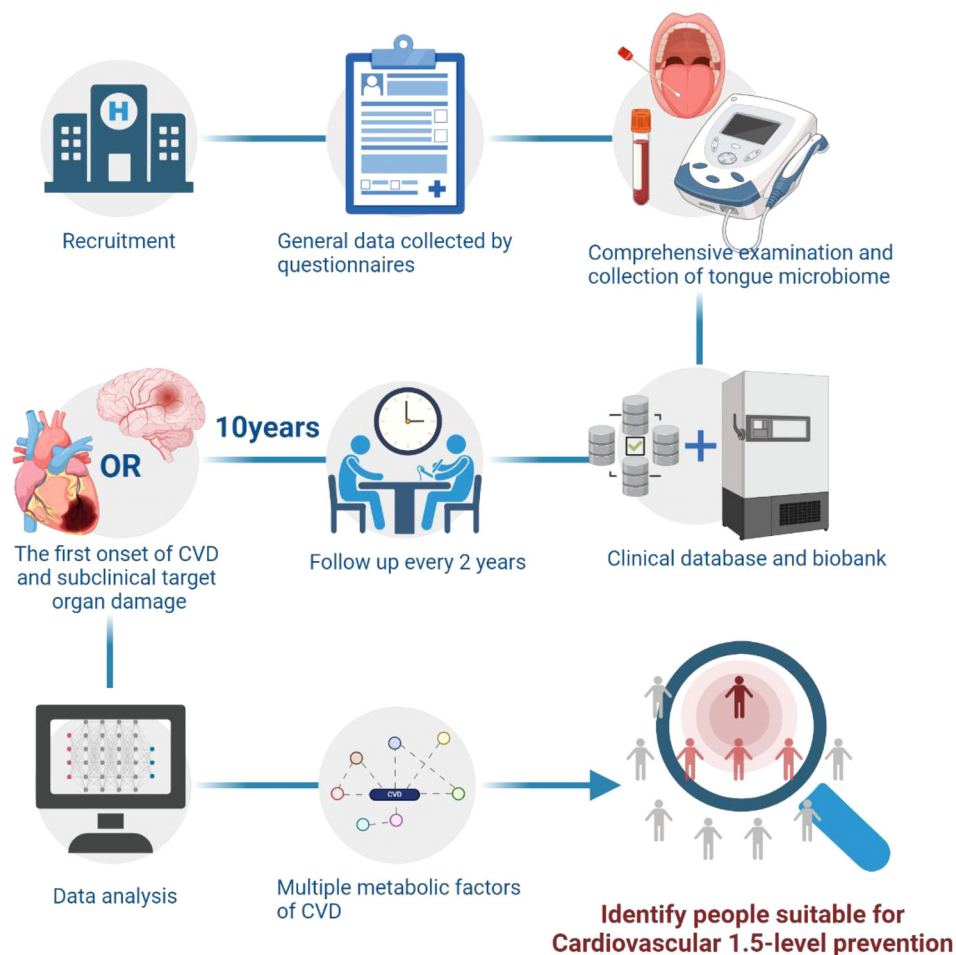 H
Recruitment
General data collected by
questionnaires
Comprehensive examination and
collection of tongue microbiome
10years
OR
The first onset of CVD
and subclinical target
organ damage
Follow up every 2 years
Clinical database and biobank
CVD
Data analysis
Multiple metabolic factors
of CVD
Identify people suitable for
Cardiovascular 1.5-level prevention